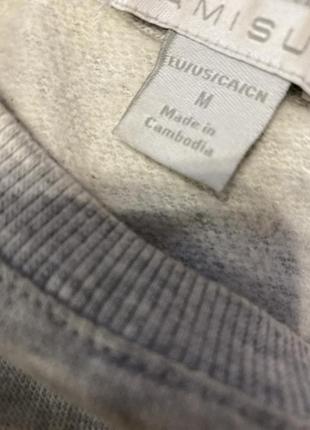 AMISU
EU/US/CA/CN
M
Made in
Cambodia